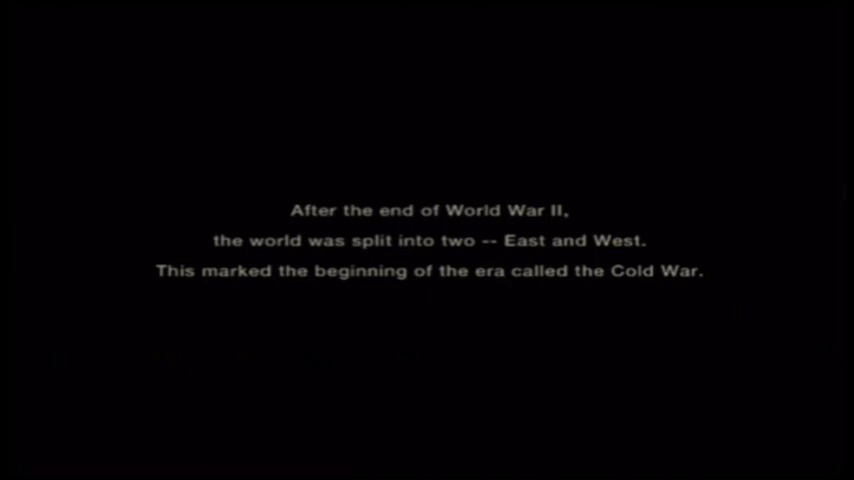 After the end of World War II,
the world was split into two -- East and West.
This marked the beginning of the era called the Cold War.